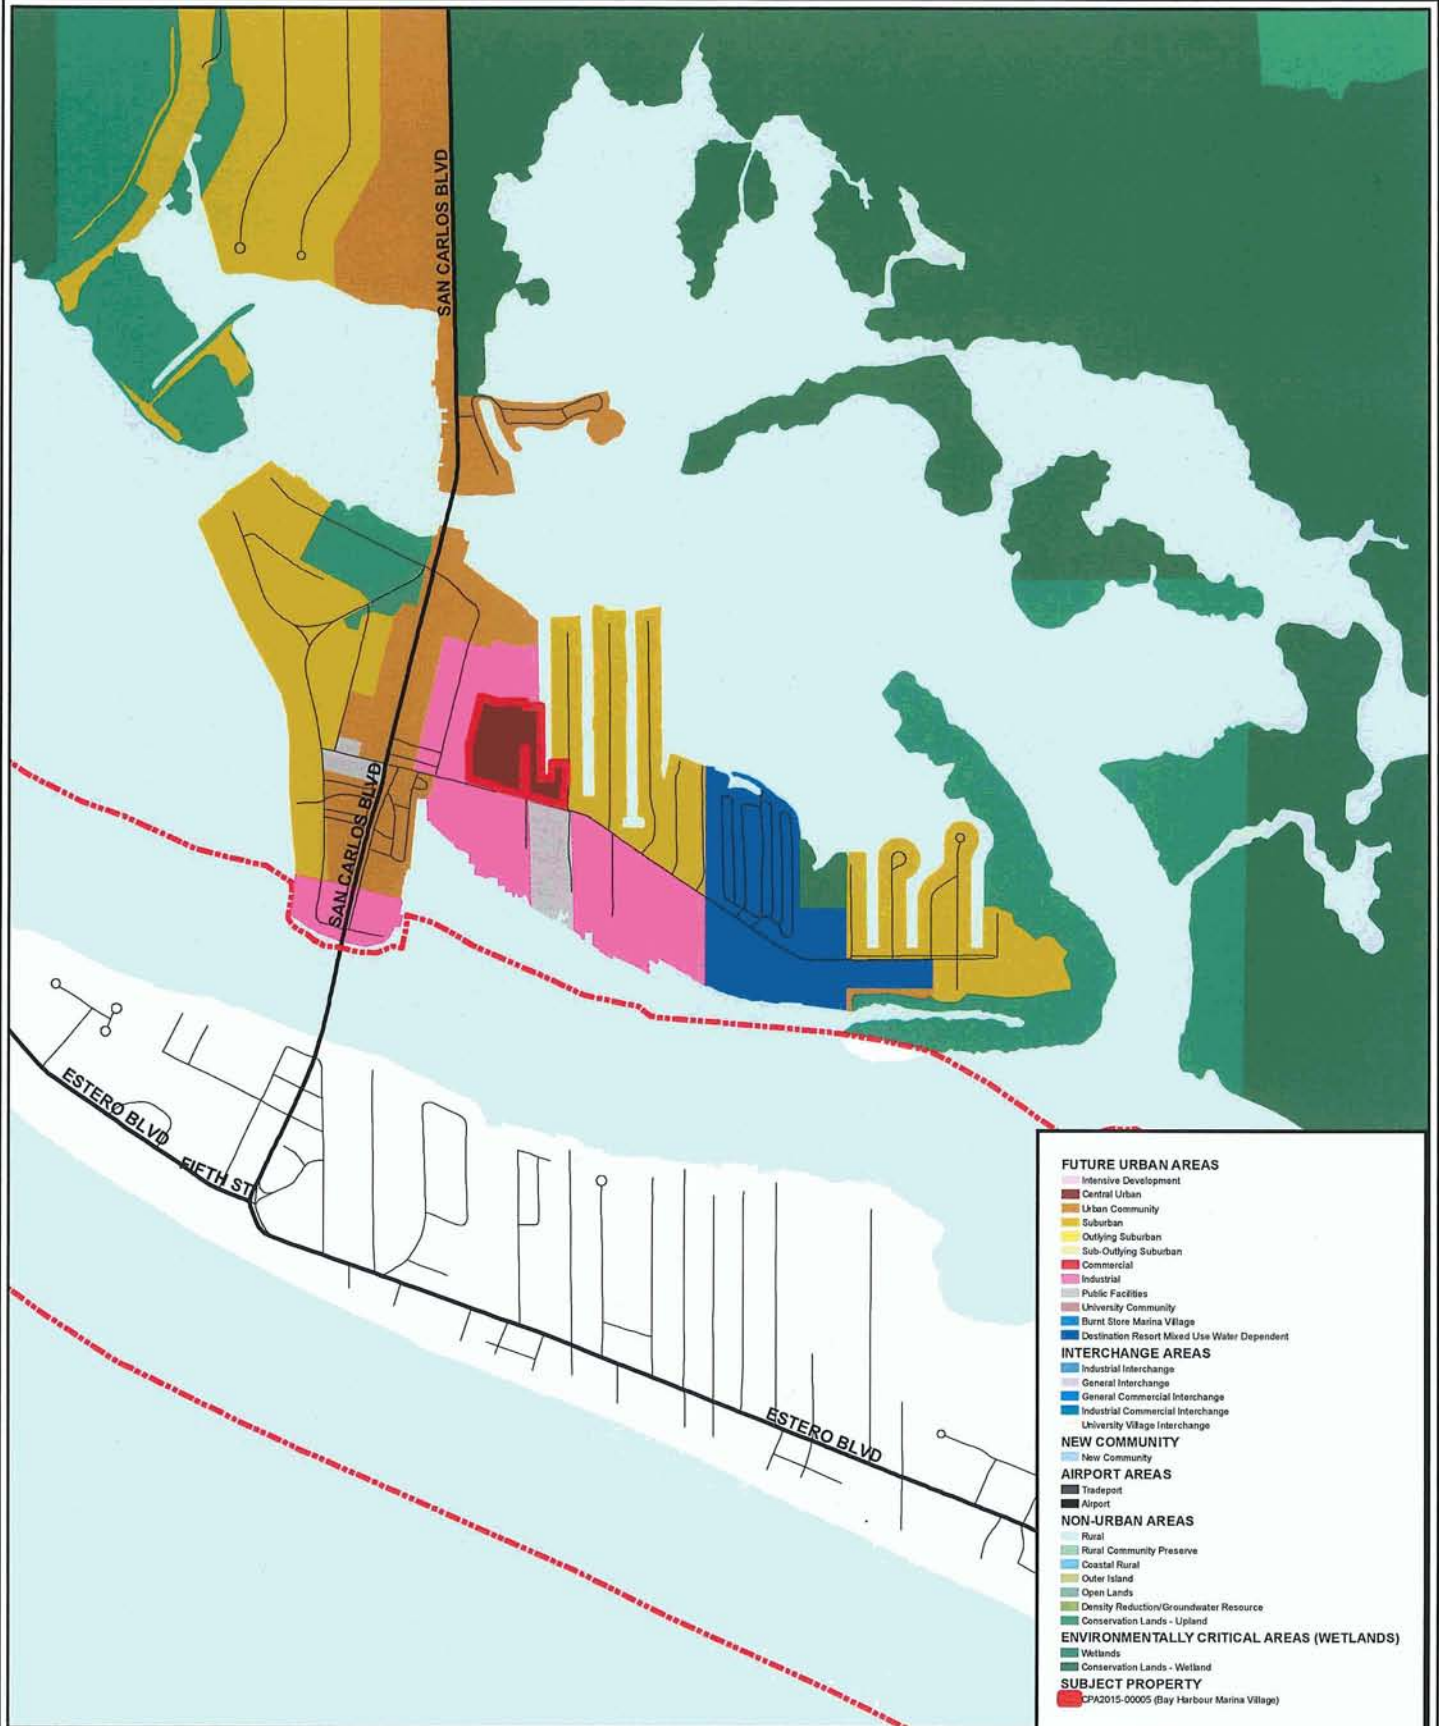 SAN CARLOS BLVD
SAN CARLOS BLVD
ESTERO BLVD
FIFTH ST
ESTERO BLVD
FUTURE URBAN AREAS
Intensive Development
Central Urban
Urban Community
Suburban
Outlying Suburban
Sub-Outlying Suburban
Commercial
Industrial
Public Facilities
University Community
Burnt Store Marina Village
Destination Resort Mixed Use Water Dependent
INTERCHANGE AREAS
Industrial Interchange
General Interchange
General Commercial Interchange
Industrial Commercial Interchange
University Village Interchange
NEW COMMUNITY
New Community
AIRPORT AREAS
Tradeport
Airport
NON-URBAN AREAS
Rural
Rural Community Preserve
Coastal Rural
Outer Island
Open Lands
Density Reduction/Groundwater Resource
Conservation Lands - Upland
ENVIRONMENTALLY CRITICAL AREAS (WETLANDS)
Wetlands
Conservation Lands - Wetland
SUBJECT PROPERTY
CPA2015-00005 (Bay Harbour Marina Village)